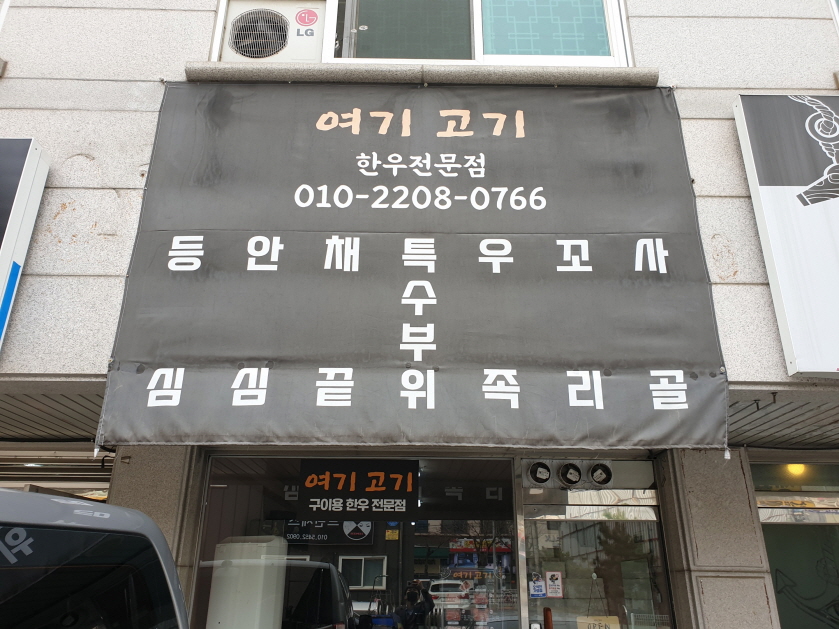 LG
여기 고기
한우전문점
010-2208-0766
등 안 채 특 우 꼬 사
수
부
심 심 끝 위 족 리 골
여기 고기
구이용 한우 전문점